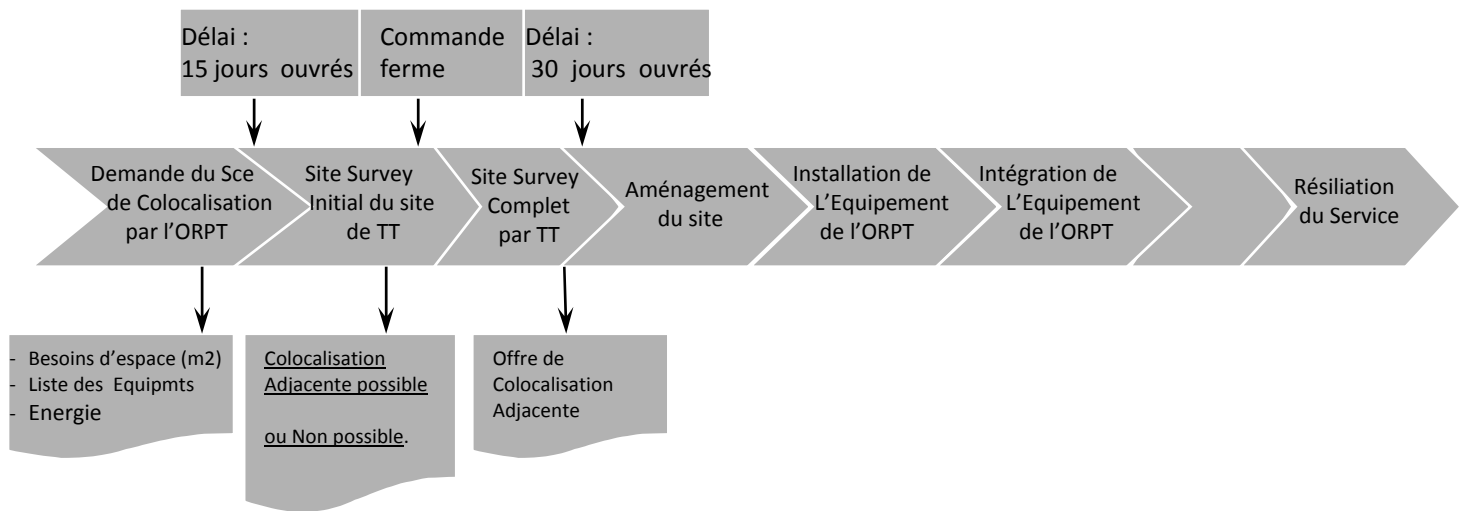 Délai :
15 jours ouvrés
Commande
ferme
Délai :
30 jours ouvrés
Demande du Sce
de Colocalisation
par l’ORPT
Site Survey
Initial du site
de TT
Site Survey
Complet
par TT
Aménagement
du site
Installation de
L’Equipement
de l’ORPT
Intégration de
L’Equipement
de l’ORPT
Résiliation
du Service
- Besoins d’espace (m2)
- Liste des Equipmts
- Energie
Colocalisation
Adjacente possible
ou Non possible.
Offre de
Colocalisation
Adjacente